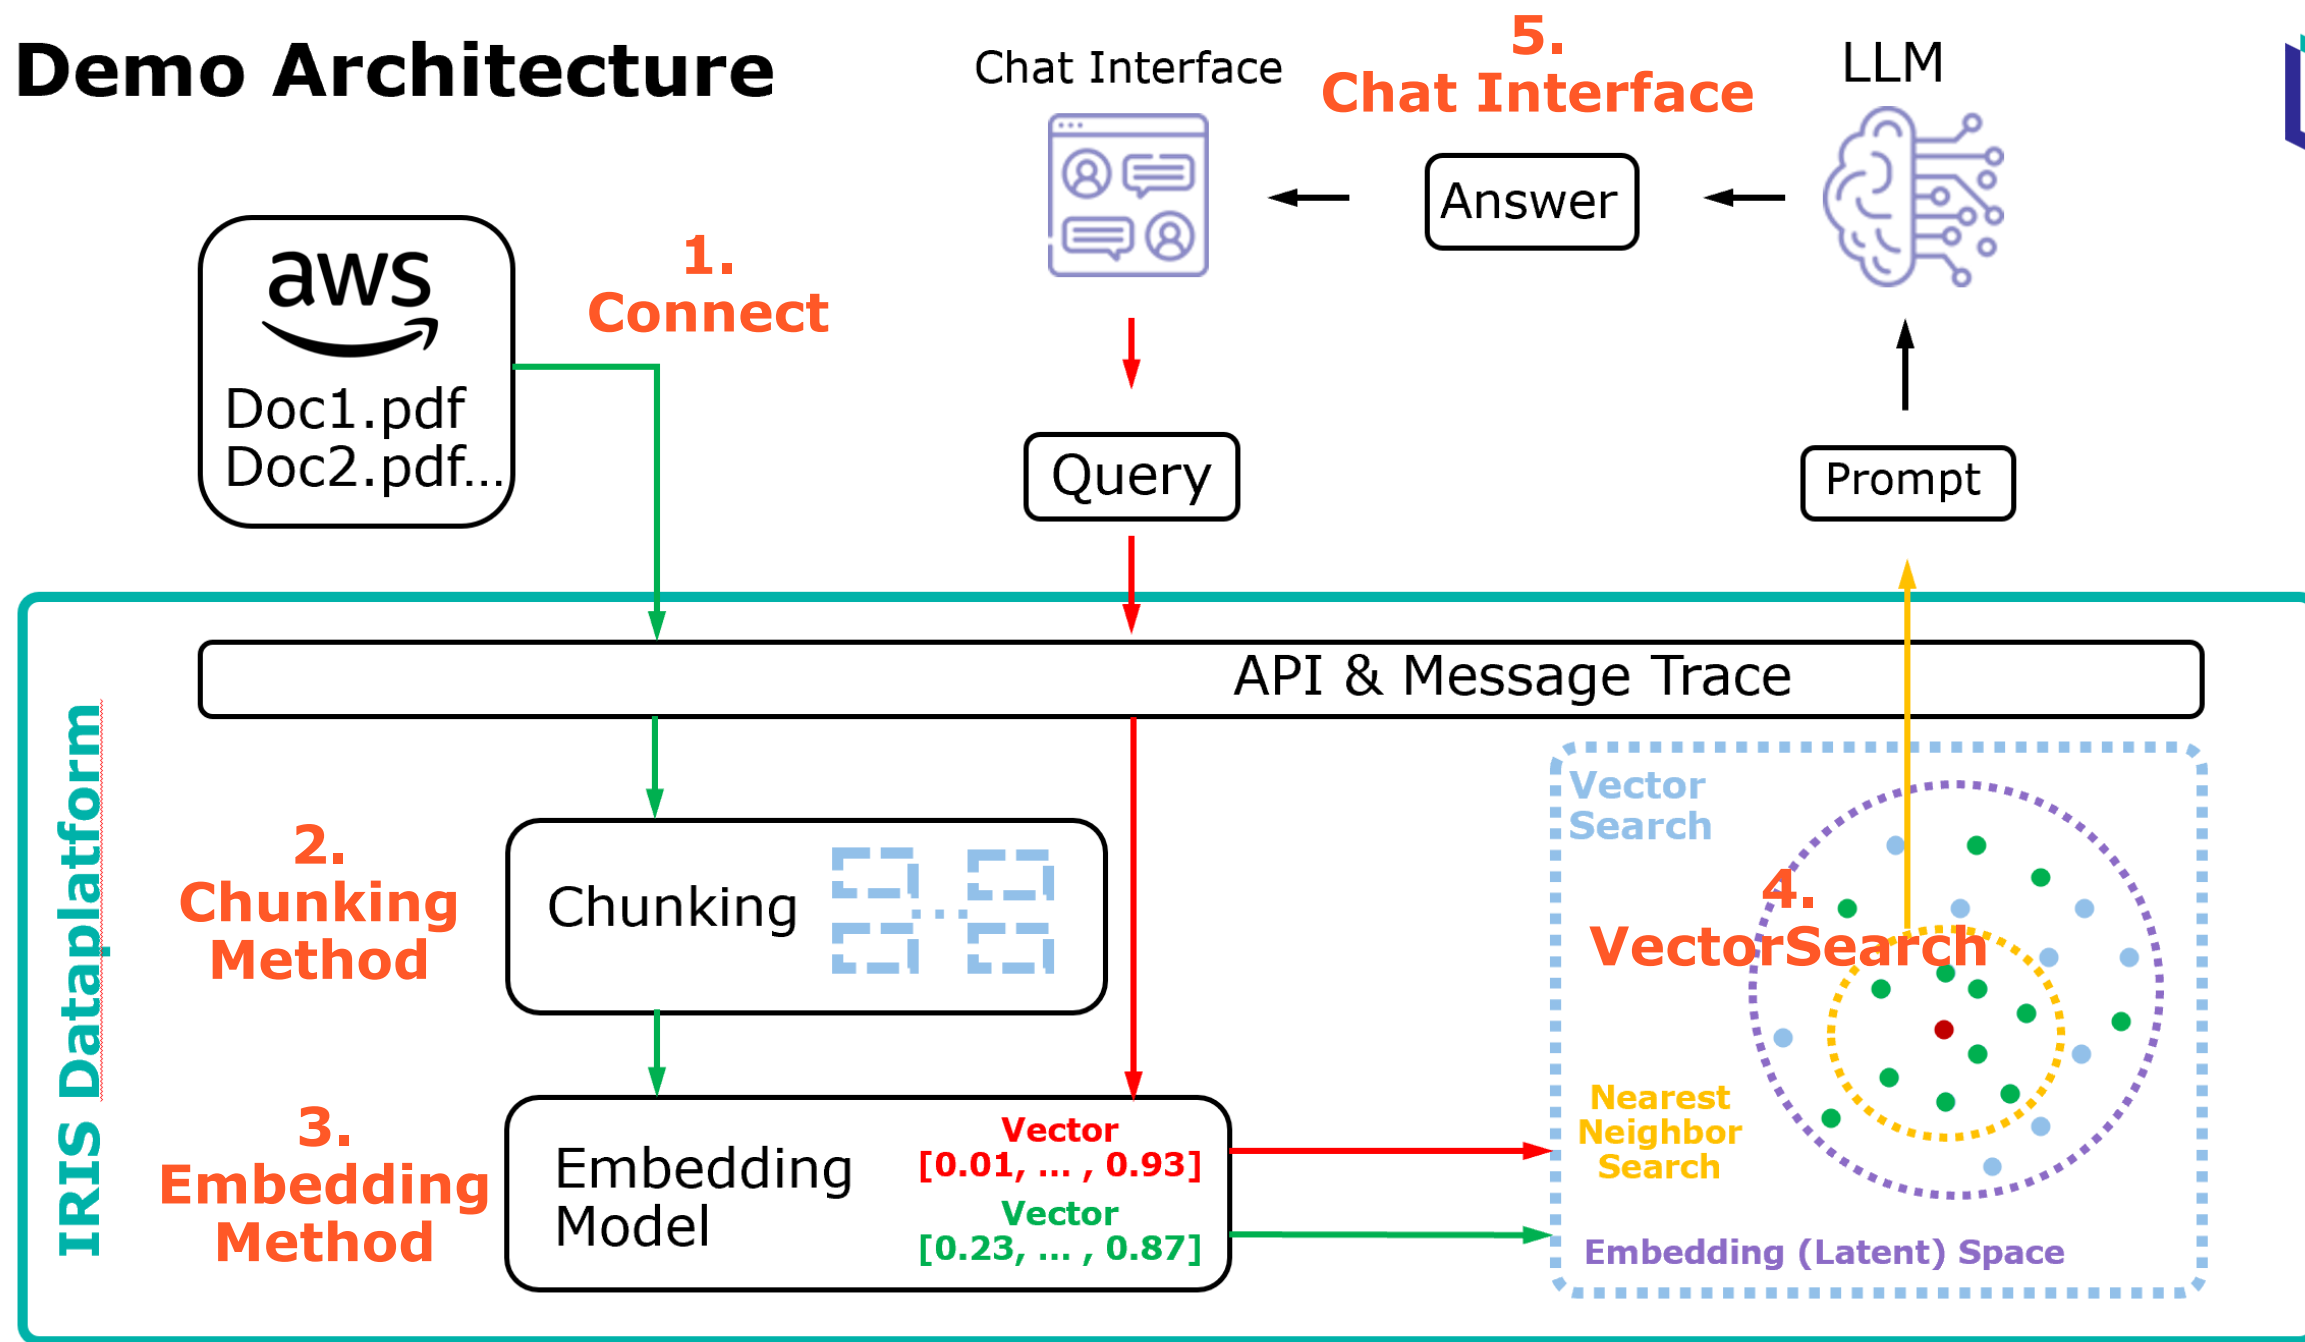 Demo Architecture
Chat Interface
5.
Chat Interface
LLM
Answer
aws
Doc1.pdf
Doc2.pdf...
1.
Connect
Query
Prompt
IRIS Dataplatform
API & Message Trace
2.
Chunking
Method
Chunking
3.
Embedding
Method
Embedding
Model
Vector
[0.01, ... , 0.93]
Vector
[0.23, ... , 0.87]
Vector
Search
4.
VectorSearch
Nearest
Neighbor
Search
Embedding (Latent) Space